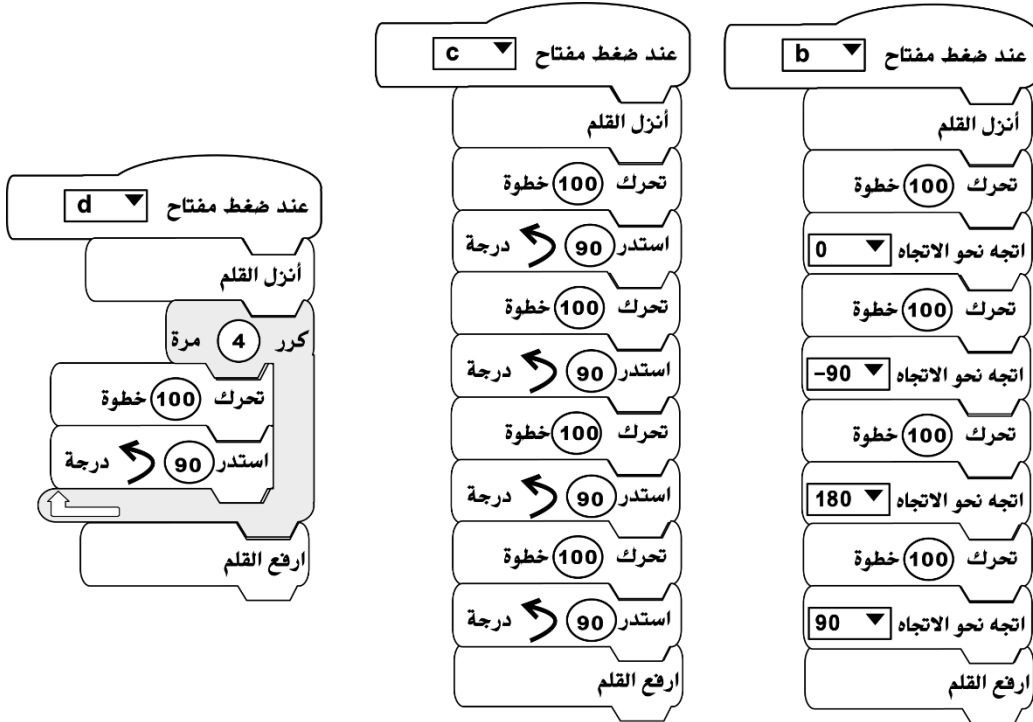 عند ضغط مفتاح b
أنزل القلم
تحرك 100 خطوة
اتجه نحو الاتجاه 0
تحرك 100 خطوة
اتجه نحو الاتجاه -90
تحرك 100 خطوة
اتجه نحو الاتجاه 180
تحرك 100 خطوة
اتجه نحو الاتجاه 90
ارفع القلم
عند ضغط مفتاح c
أنزل القلم
تحرك 100 خطوة
استدر 90 درجة
تحرك 100 خطوة
استدر 90 درجة
تحرك 100 خطوة
استدر 90 درجة
تحرك 100 خطوة
استدر 90 درجة
ارفع القلم
عند ضغط مفتاح d
أنزل القلم
كرر 4 مرة
تحرك 100 خطوة
استدر 90 درجة
ارفع القلم